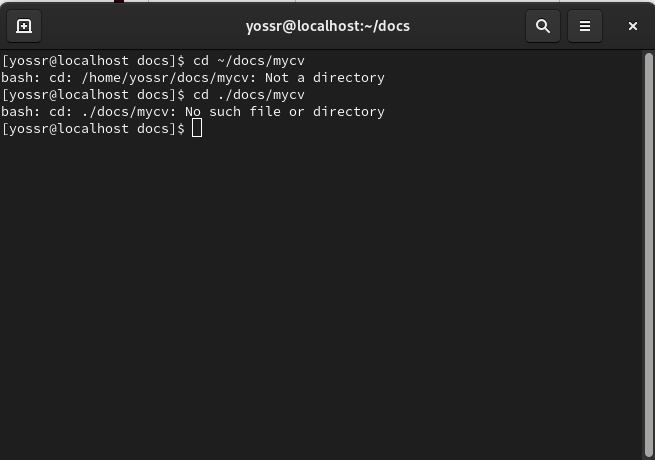 yossr@localhost:~/docs
[yossr@localhost docs]$ cd ~/docs/mycv
bash: cd: /home/yossr/docs/mycv: Not a directory
[yossr@localhost docs]$ cd ./docs/mycv
bash: cd: ./docs/mycv: No such file or directory
[yossr@localhost docs]$